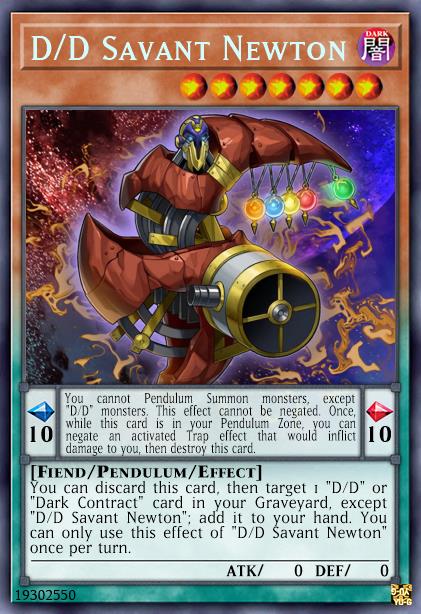 D/D Savant Newton
DARK
闇
You cannot Pendulum Summon monsters, except
"D/D" monsters. This effect cannot be negated. Once,
while this card is in your Pendulum Zone, you can
negate an activated Trap effect that would inflict
damage to you, then destroy this card.
10
10
[Fiend/Pendulum/Effect]
You can discard this card, then target 1 "D/D" or
"Dark Contract" card in your Graveyard, except
"D/D Savant Newton"; add it to your hand. You
can only use this effect of "D/D Savant Newton"
once per turn.
ATK/ 0 DEF/ 0
19302550